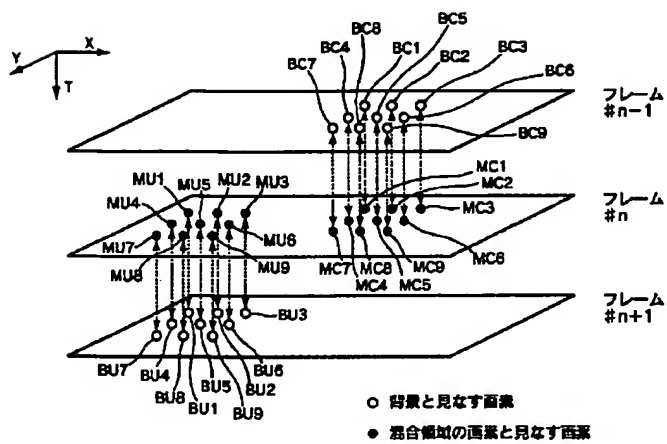 BC5
BC8
BC4
BC1
BC3
BC7
BC2
BC6
Y
X
T
フレーム
#n−1
BC9
MU1
MU5
MU2
MU3
MC1
MC2
フレーム
#n
MU4
MC3
MU7
MU6
MU8
MU9
MC7
MC8
MC9
MC6
MC4
MC5
フレーム
#n+1
BU3
BU7
BU4
BU5
BU6
BU8
BU2
BU1
BU9
○ 背景と見なす画素
● 混合領域の画素と見なす画素